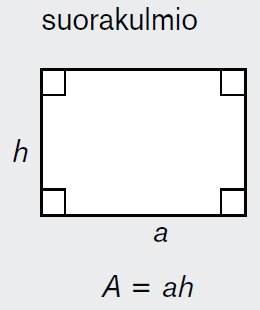 suorakulmio
h
a
A = ah